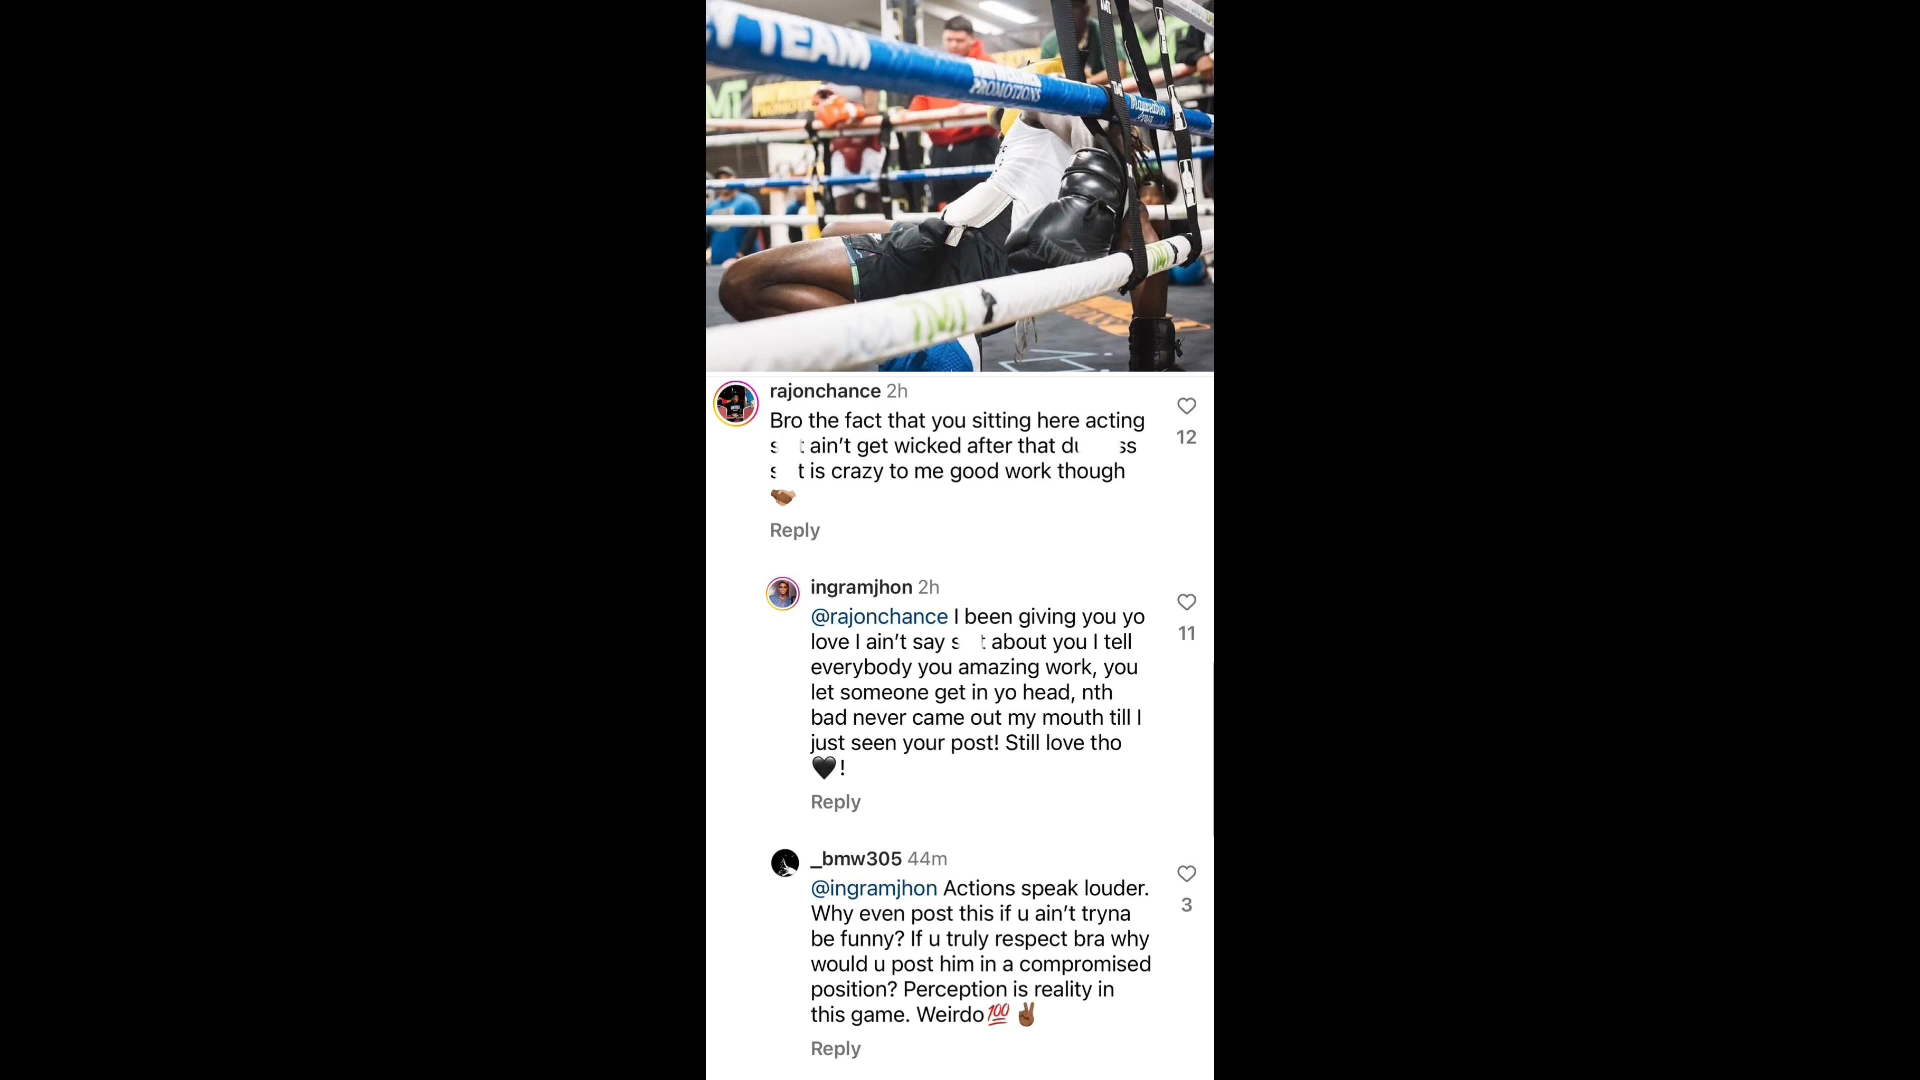 TEAM
PROMOTIONS
TMT
rajonchance 2h
Bro the fact that you sitting here acting
s t ain’t get wicked after that du ss
s t is crazy to me good work though
🤝🏾
12
Reply
ingramjhon 2h
@rajonchance I been giving you yo
love I ain’t say s t about you I tell
everybody you amazing work, you
let someone get in yo head, nth
bad never came out my mouth till I
just seen your post! Still love tho
🖤!
11
Reply
_bmw305 44m
@ingramjhon Actions speak louder.
Why even post this if u ain’t tryna
be funny? If u truly respect bra why
would u post him in a compromised
position? Perception is reality in
this game. Weirdo💯✌🏾
3
Reply